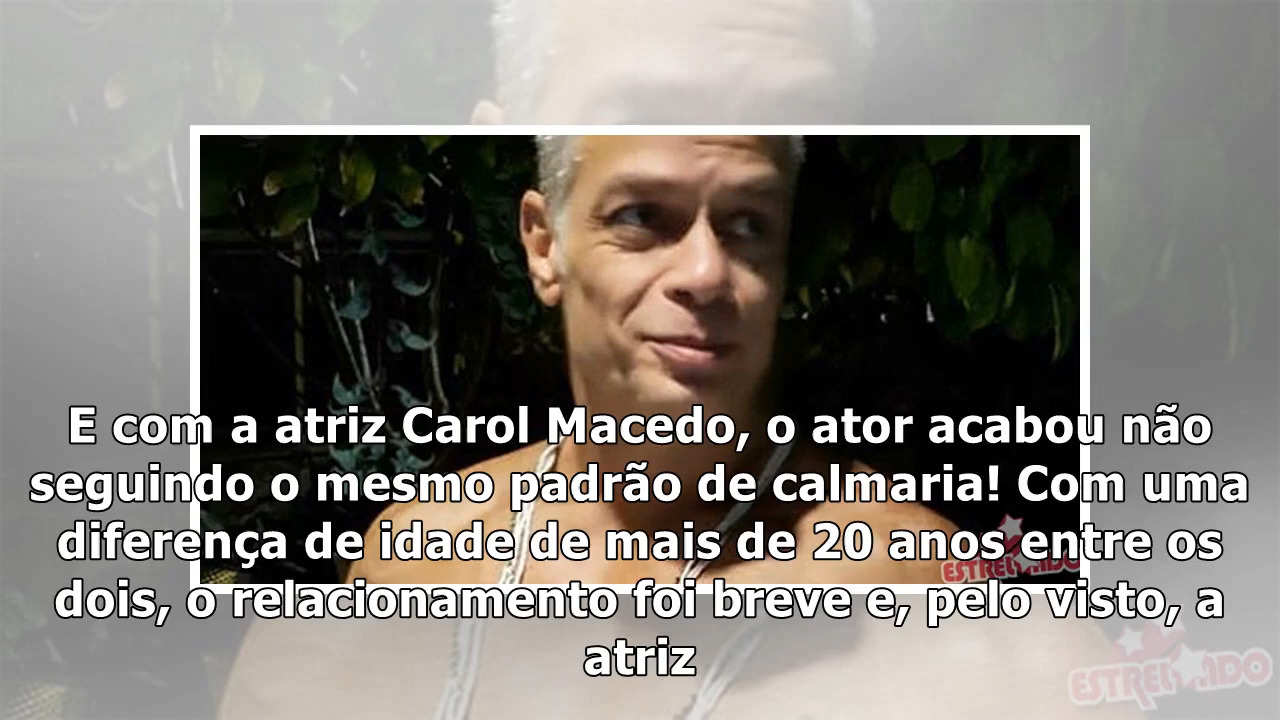 E com a atriz Carol Macedo, o ator acabou não
seguindo o mesmo padrão de calmaria! Com uma
diferença de idade de mais de 20 anos entre os
dois, o relacionamento foi breve e, pelo visto, a
atriz